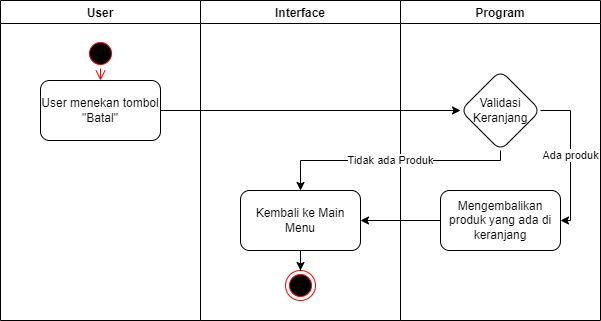 User
Interface
Program
User menekan tombol
"Batal"
Validasi
Keranjang
Tidak ada Produk
Ada produk
Kembali ke Main
Menu
Mengembalikan
produk yang ada di
keranjang